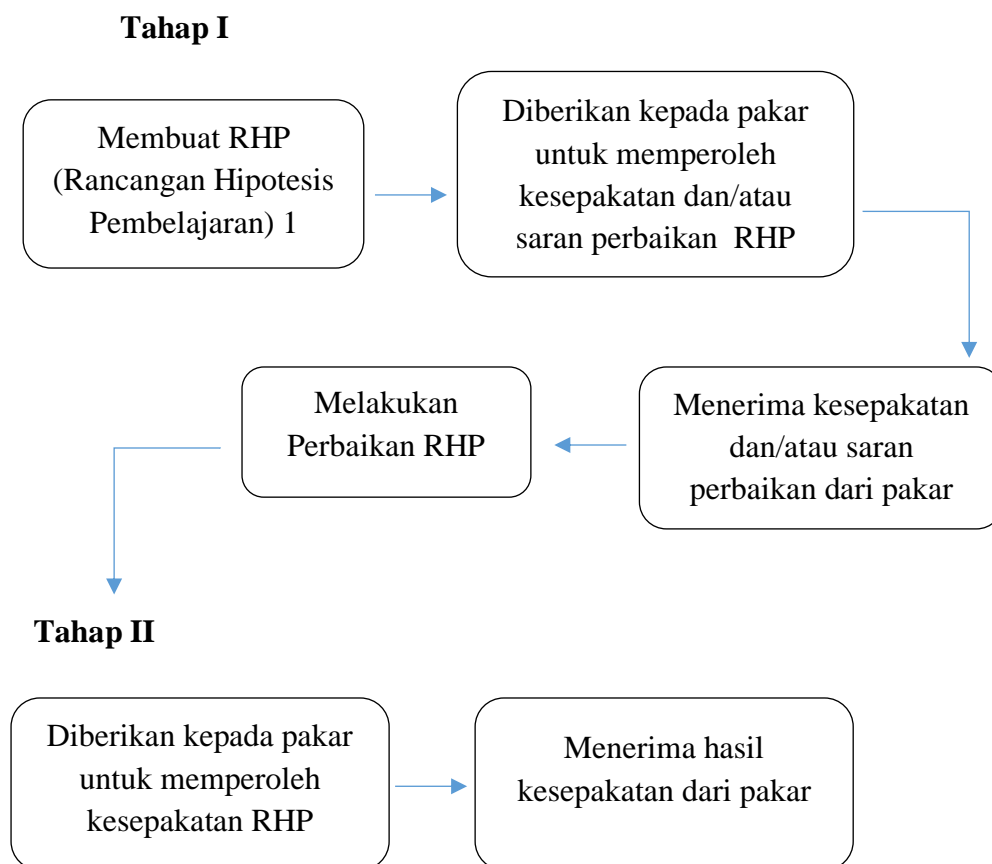 Tahap I
Membuat RHP
(Rancangan Hipotesis
Pembelajaran) 1
Diberikan kepada pakar
untuk memperoleh
kesepakatan dan/atau
saran perbaikan RHP
Menerima kesepakatan
dan/atau saran
perbaikan dari pakar
Melakukan
Perbaikan RHP
Tahap II
Diberikan kepada pakar
untuk memperoleh
kesepakatan RHP
Menerima hasil
kesepakatan dari pakar